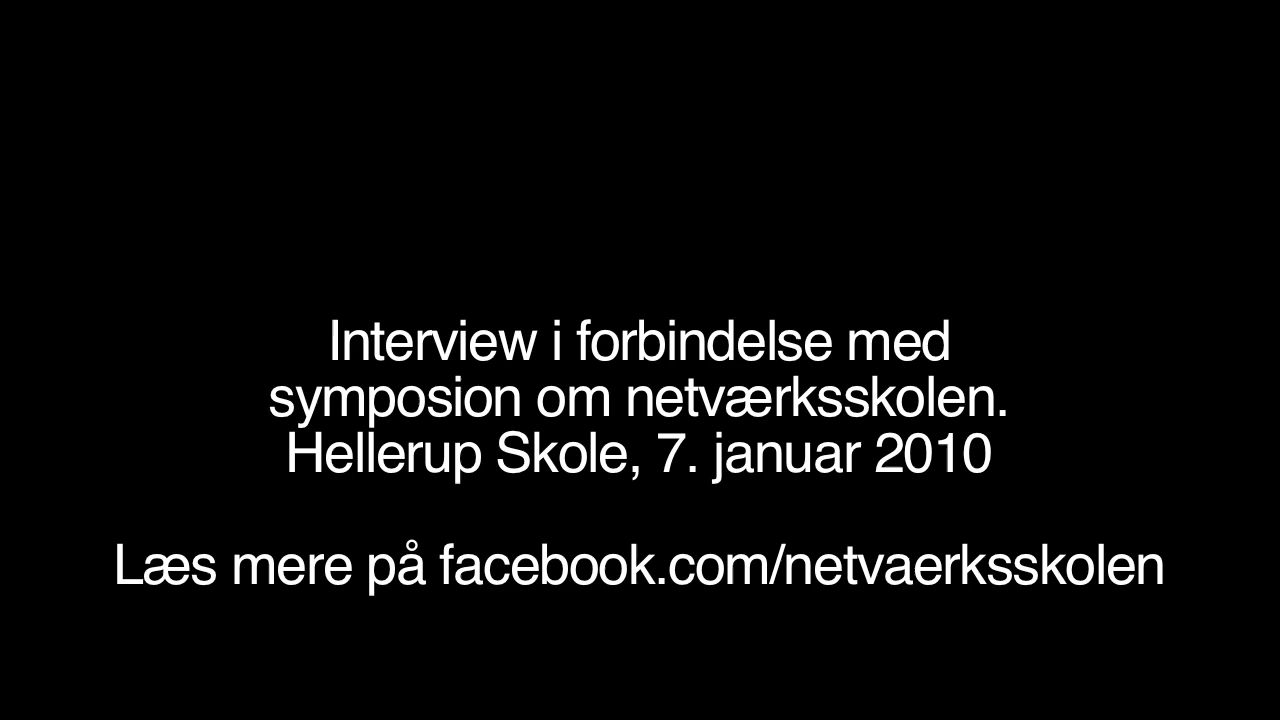 Interview i forbindelse med
symposion om netværksskolen.
Hellerup Skole, 7. januar 2010
Læs mere på facebook.com/netvaerksskolen